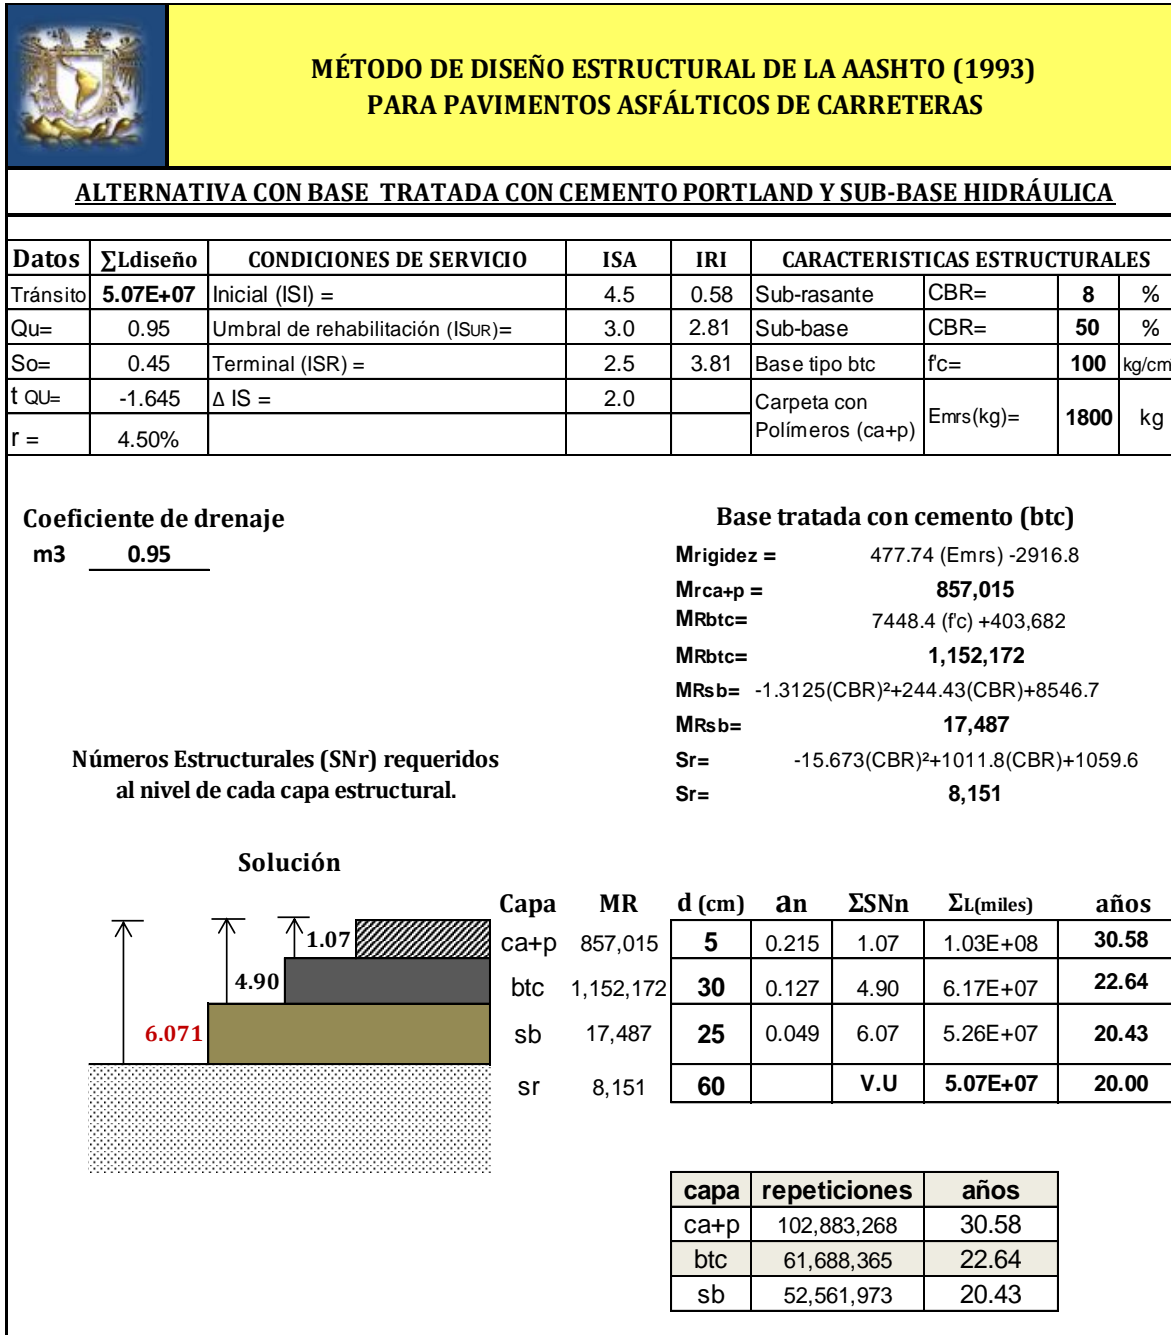 MÉTODO DE DISEÑO ESTRUCTURAL DE LA AASHTO (1993)
PARA PAVIMENTOS ASFÁLTICOS DE CARRETERAS
ALTERNATIVA CON BASE TRATADA CON CEMENTO PORTLAND Y SUB-BASE HIDRÁULICA
Datos ∑Ldiseño CONDICIONES DE SERVICIO ISA IRI CARACTERISTICAS ESTRUCTURALES
Tránsito 5.07E+07 Inicial (ISI) = 4.5 0.58 Sub-rasante CBR= 8 %
Qu= 0.95 Umbral de rehabilitación (ISUR)= 3.0 2.81 Sub-base CBR= 50 %
So= 0.45 Terminal (ISR) = 2.5 3.81 Base tipo btc f'c= 100 kg/cm
t QU= -1.645 Δ IS = 2.0 Carpeta con
Polímeros (ca+p) Emrs(kg)= 1800 kg
r = 4.50%
Coeficiente de drenaje
m3 0.95
Base tratada con cemento (btc)
Mrigidez = 477.74 (Emrs) -2916.8
Mrca+p = 857,015
MRbtc= 7448.4 (f'c) +403,682
MRbtc= 1,152,172
MRsb= -1.3125(CBR)²+244.43(CBR)+8546.7
MRsb= 17,487
Sr= -15.673(CBR)²+1011.8(CBR)+1059.6
Sr= 8,151
Números Estructurales (SNr) requeridos
al nivel de cada capa estructural.
Solución
Capa MR d (cm) an ΣSNn ΣL(miles) años
1.07 ca+p 857,015 5 0.215 1.07 1.03E+08 30.58
4.90 btc 1,152,172 30 0.127 4.90 6.17E+07 22.64
6.071 sb 17,487 25 0.049 6.07 5.26E+07 20.43
sr 8,151 60 V.U 5.07E+07 20.00
capa repeticiones años
ca+p 102,883,268 30.58
btc 61,688,365 22.64
sb 52,561,973 20.43